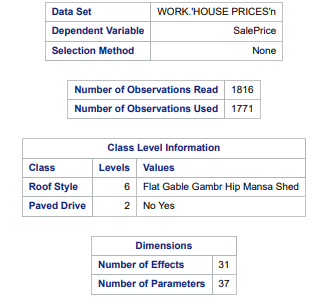 Data Set WORK.'HOUSE PRICES'n
Dependent Variable SalePrice
Selection Method None
Number of Observations Read 1816
Number of Observations Used 1771
Class Level Information
Class Levels Values
Roof Style 6 Flat Gable Gambr Hip Mansa Shed
Paved Drive 2 No Yes
Dimensions
Number of Effects 31
Number of Parameters 37